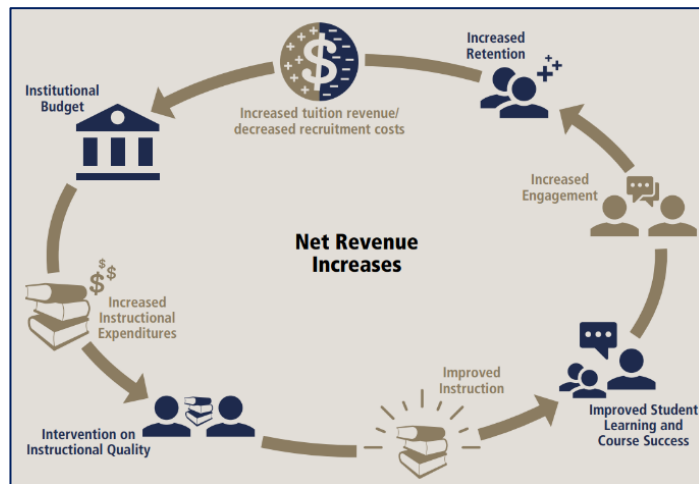 Increased
Retention
Institutional
Budget
Increased tuition revenue/
decreased recruitment costs
Increased
Engagement
Net Revenue
Increases
Increased
Instructional
Expenditures
Improved
Instruction
Intervention on
Instructional Quality
Improved Student
Learning and
Course Success